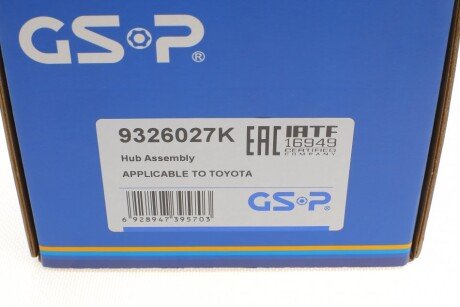 GSP®
9326027K
Hub Assembly
APPLICABLE TO TOYOTA
EAC
IATF
16949
CERTIFIED
COMPANY
6 928947 395703
GSP